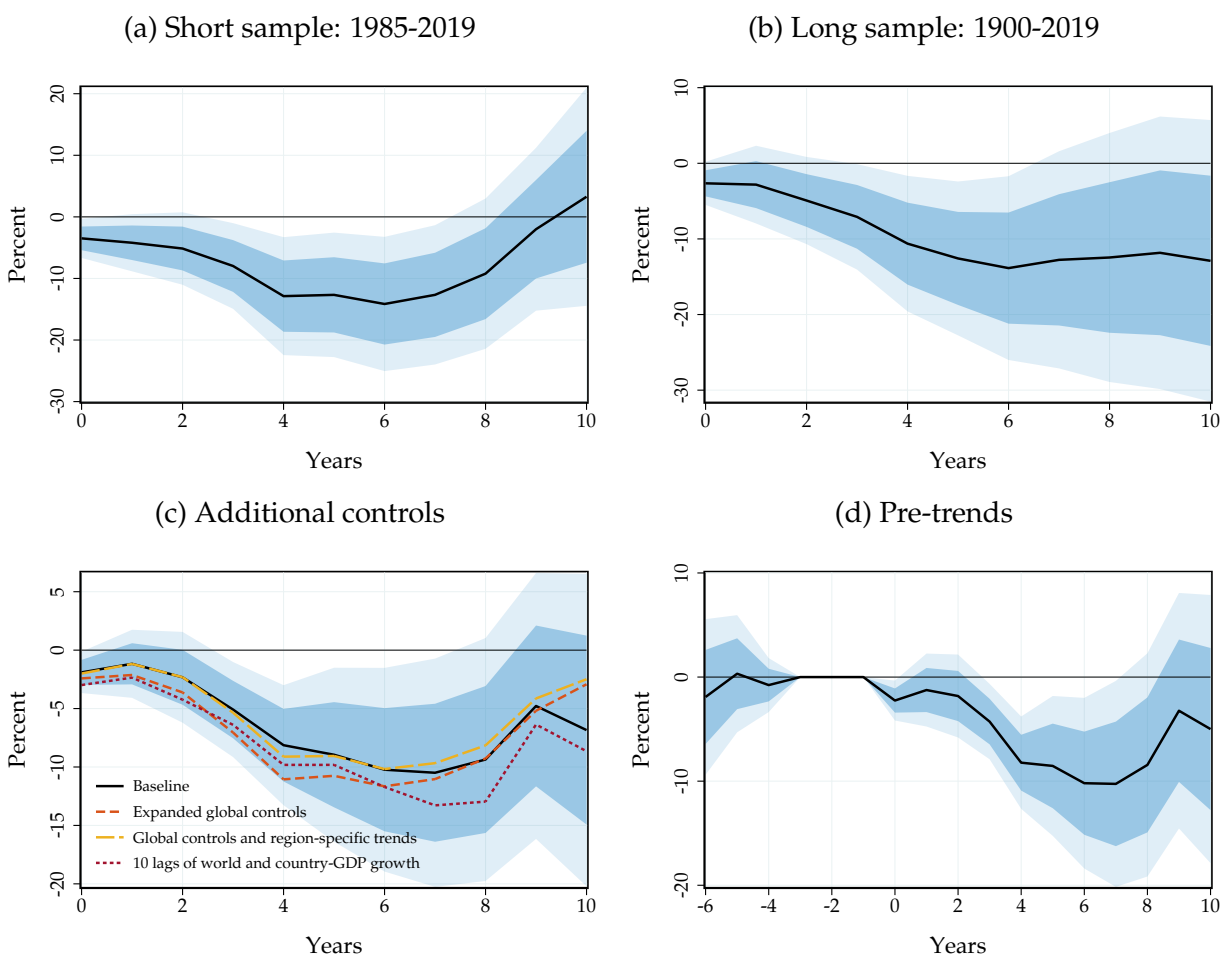 (a) Short sample: 1985-2019
20
10
0
-10
-20
-30
Percent
0 2 4 6 8 10
Years
(b) Long sample: 1900-2019
10
0
-10
-20
-30
Percent
0 2 4 6 8 10
Years
(c) Additional controls
5
0
-5
-10
-15
-20
Percent
Baseline
Expanded global controls
Global controls and region-specific trends
10 lags of world and country-GDP growth
0 2 4 6 8 10
Years
(d) Pre-trends
10
0
-10
-20
Percent
-6 -4 -2 0 2 4 6 8 10
Years